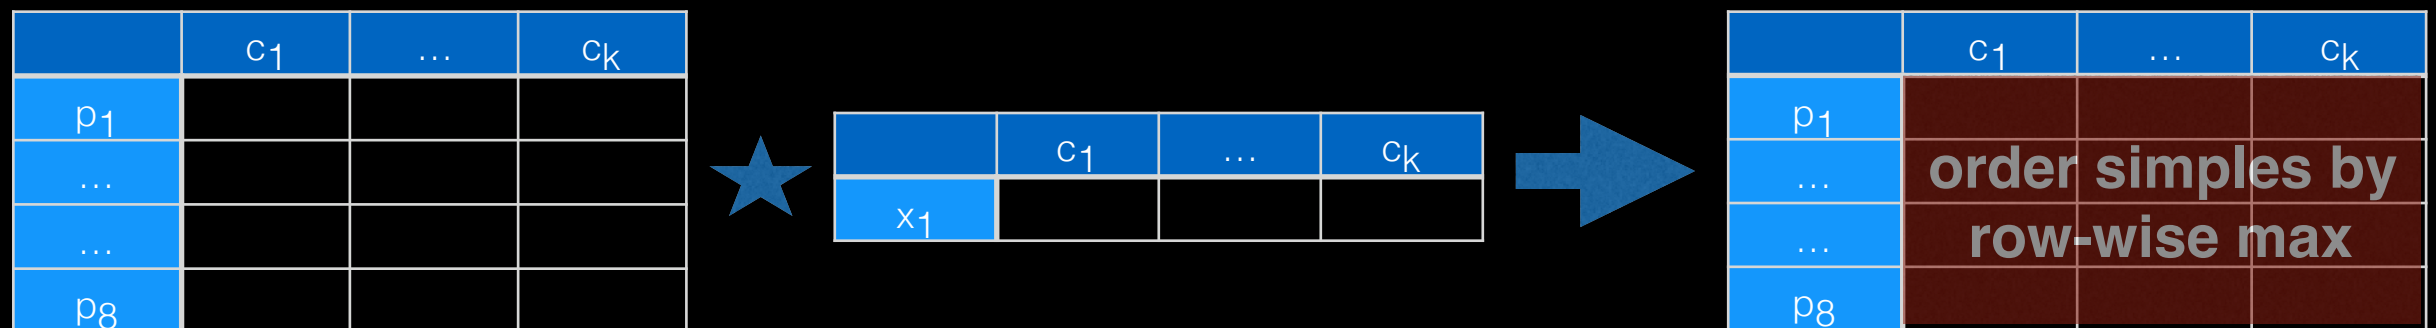 c1 … ck
p1
…
…
p8
c1 … ck
x1
c1 … ck
p1
…
…
p8
order simples by
row-wise max